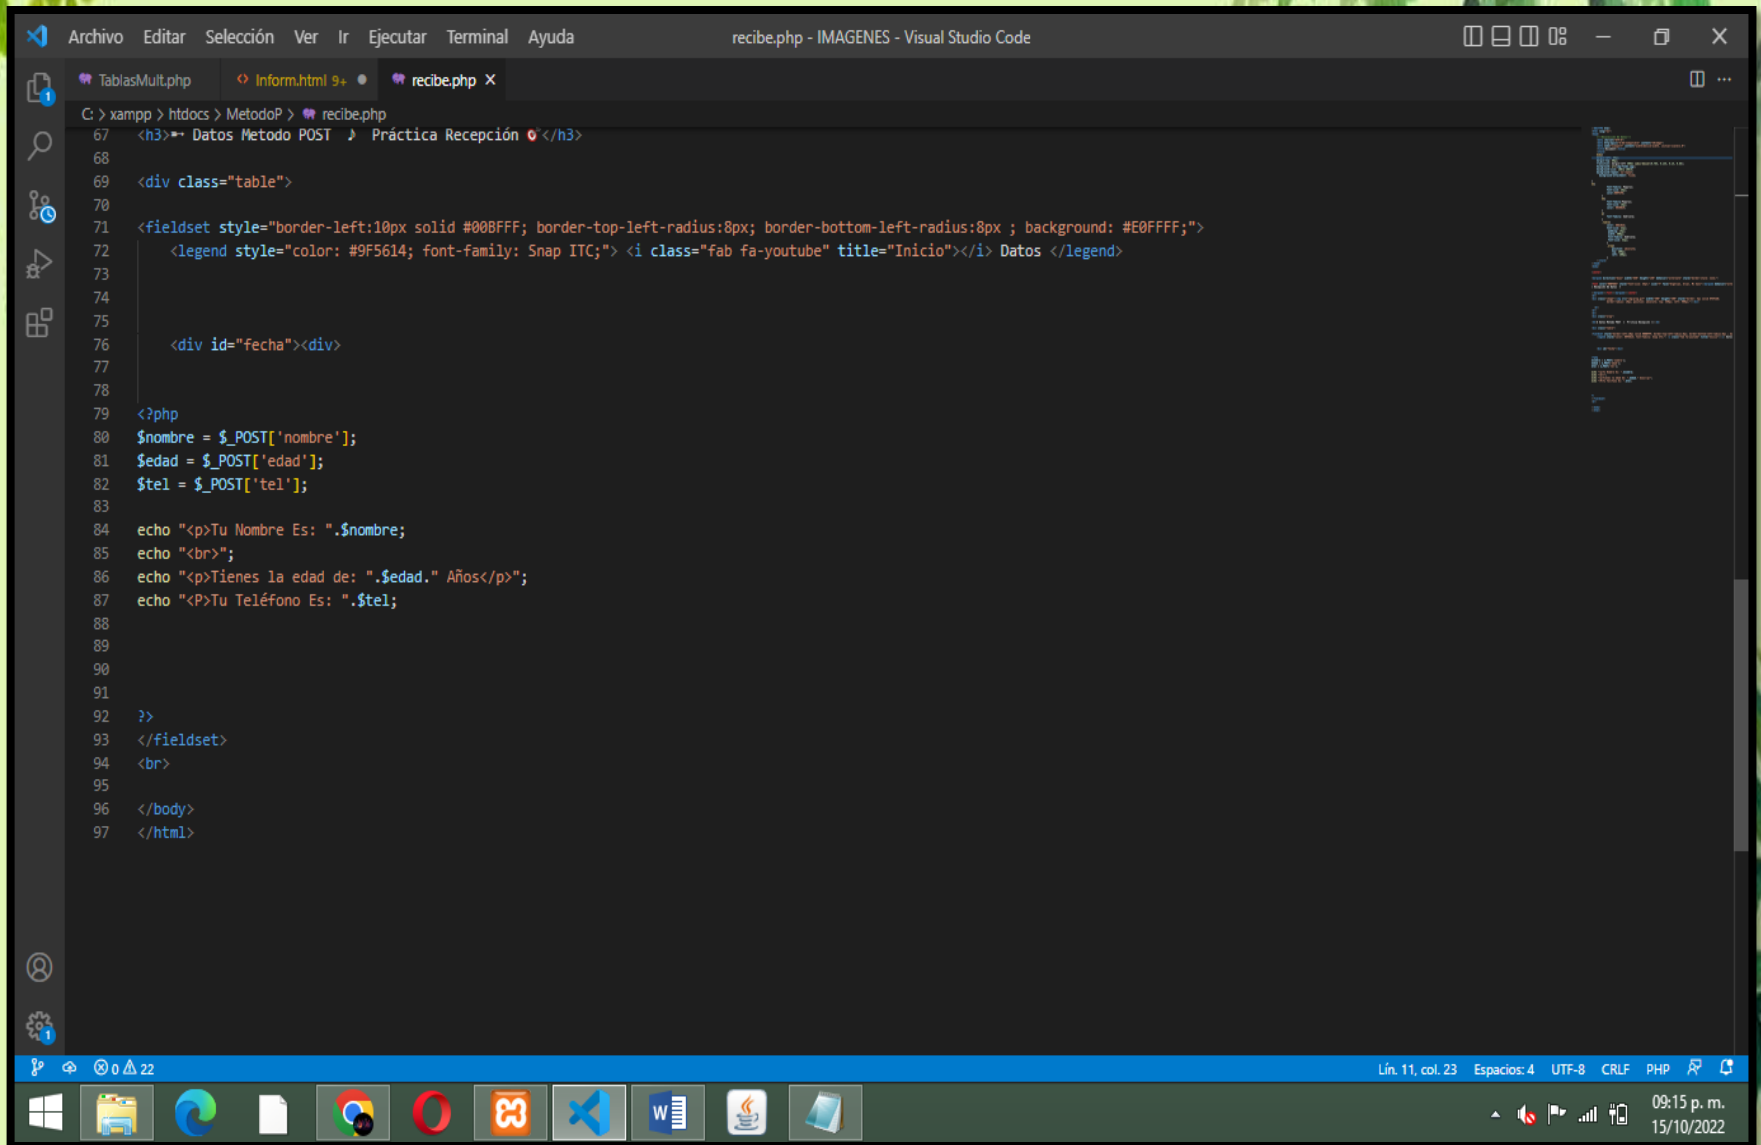 Archivo Editar Selección Ver Ir Ejecutar Terminal Ayuda recibe.php - IMAGENES - Visual Studio Code
TablasMult.php Inform.html 9+ recibe.php
C: > xampp > htdocs > MetodoP > recibe.php
67 <h3>➵ Datos Metodo POST ♪ Práctica Recepción </h3>
68
69 <div class="table">
70
71 <fieldset style="border-left:10px solid #00BFFF; border-top-left-radius:8px; border-bottom-left-radius:8px ; background: #E0FFFF;">
72 <legend style="color: #9F5614; font-family: Snap ITC;"> <i class="fab fa-youtube" title="Inicio"></i> Datos </legend>
73
74
75
76 <div id="fecha"><div>
77
78
79 <?php
80 $nombre = $_POST['nombre'];
81 $edad = $_POST['edad'];
82 $tel = $_POST['tel'];
83
84 echo "<p>Tu Nombre Es: ".$nombre;
85 echo "<br>";
86 echo "<p>Tienes la edad de: ".$edad." Años</p>";
87 echo "<P>Tu Teléfono Es: ".$tel;
88
89
90
91
92 ?>
93 </fieldset>
94 <br>
95
96 </body>
97 </html>
1
1
0 22 Lín. 11, col. 23 Espacios: 4 UTF-8 CRLF PHP
W
09:15 p. m.
15/10/2022